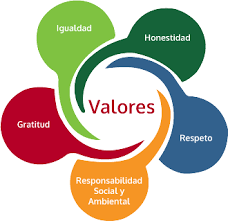 Igualdad
Honestidad
Valores
Gratitud
Respeto
Responsabilidad
Social y
Ambiental